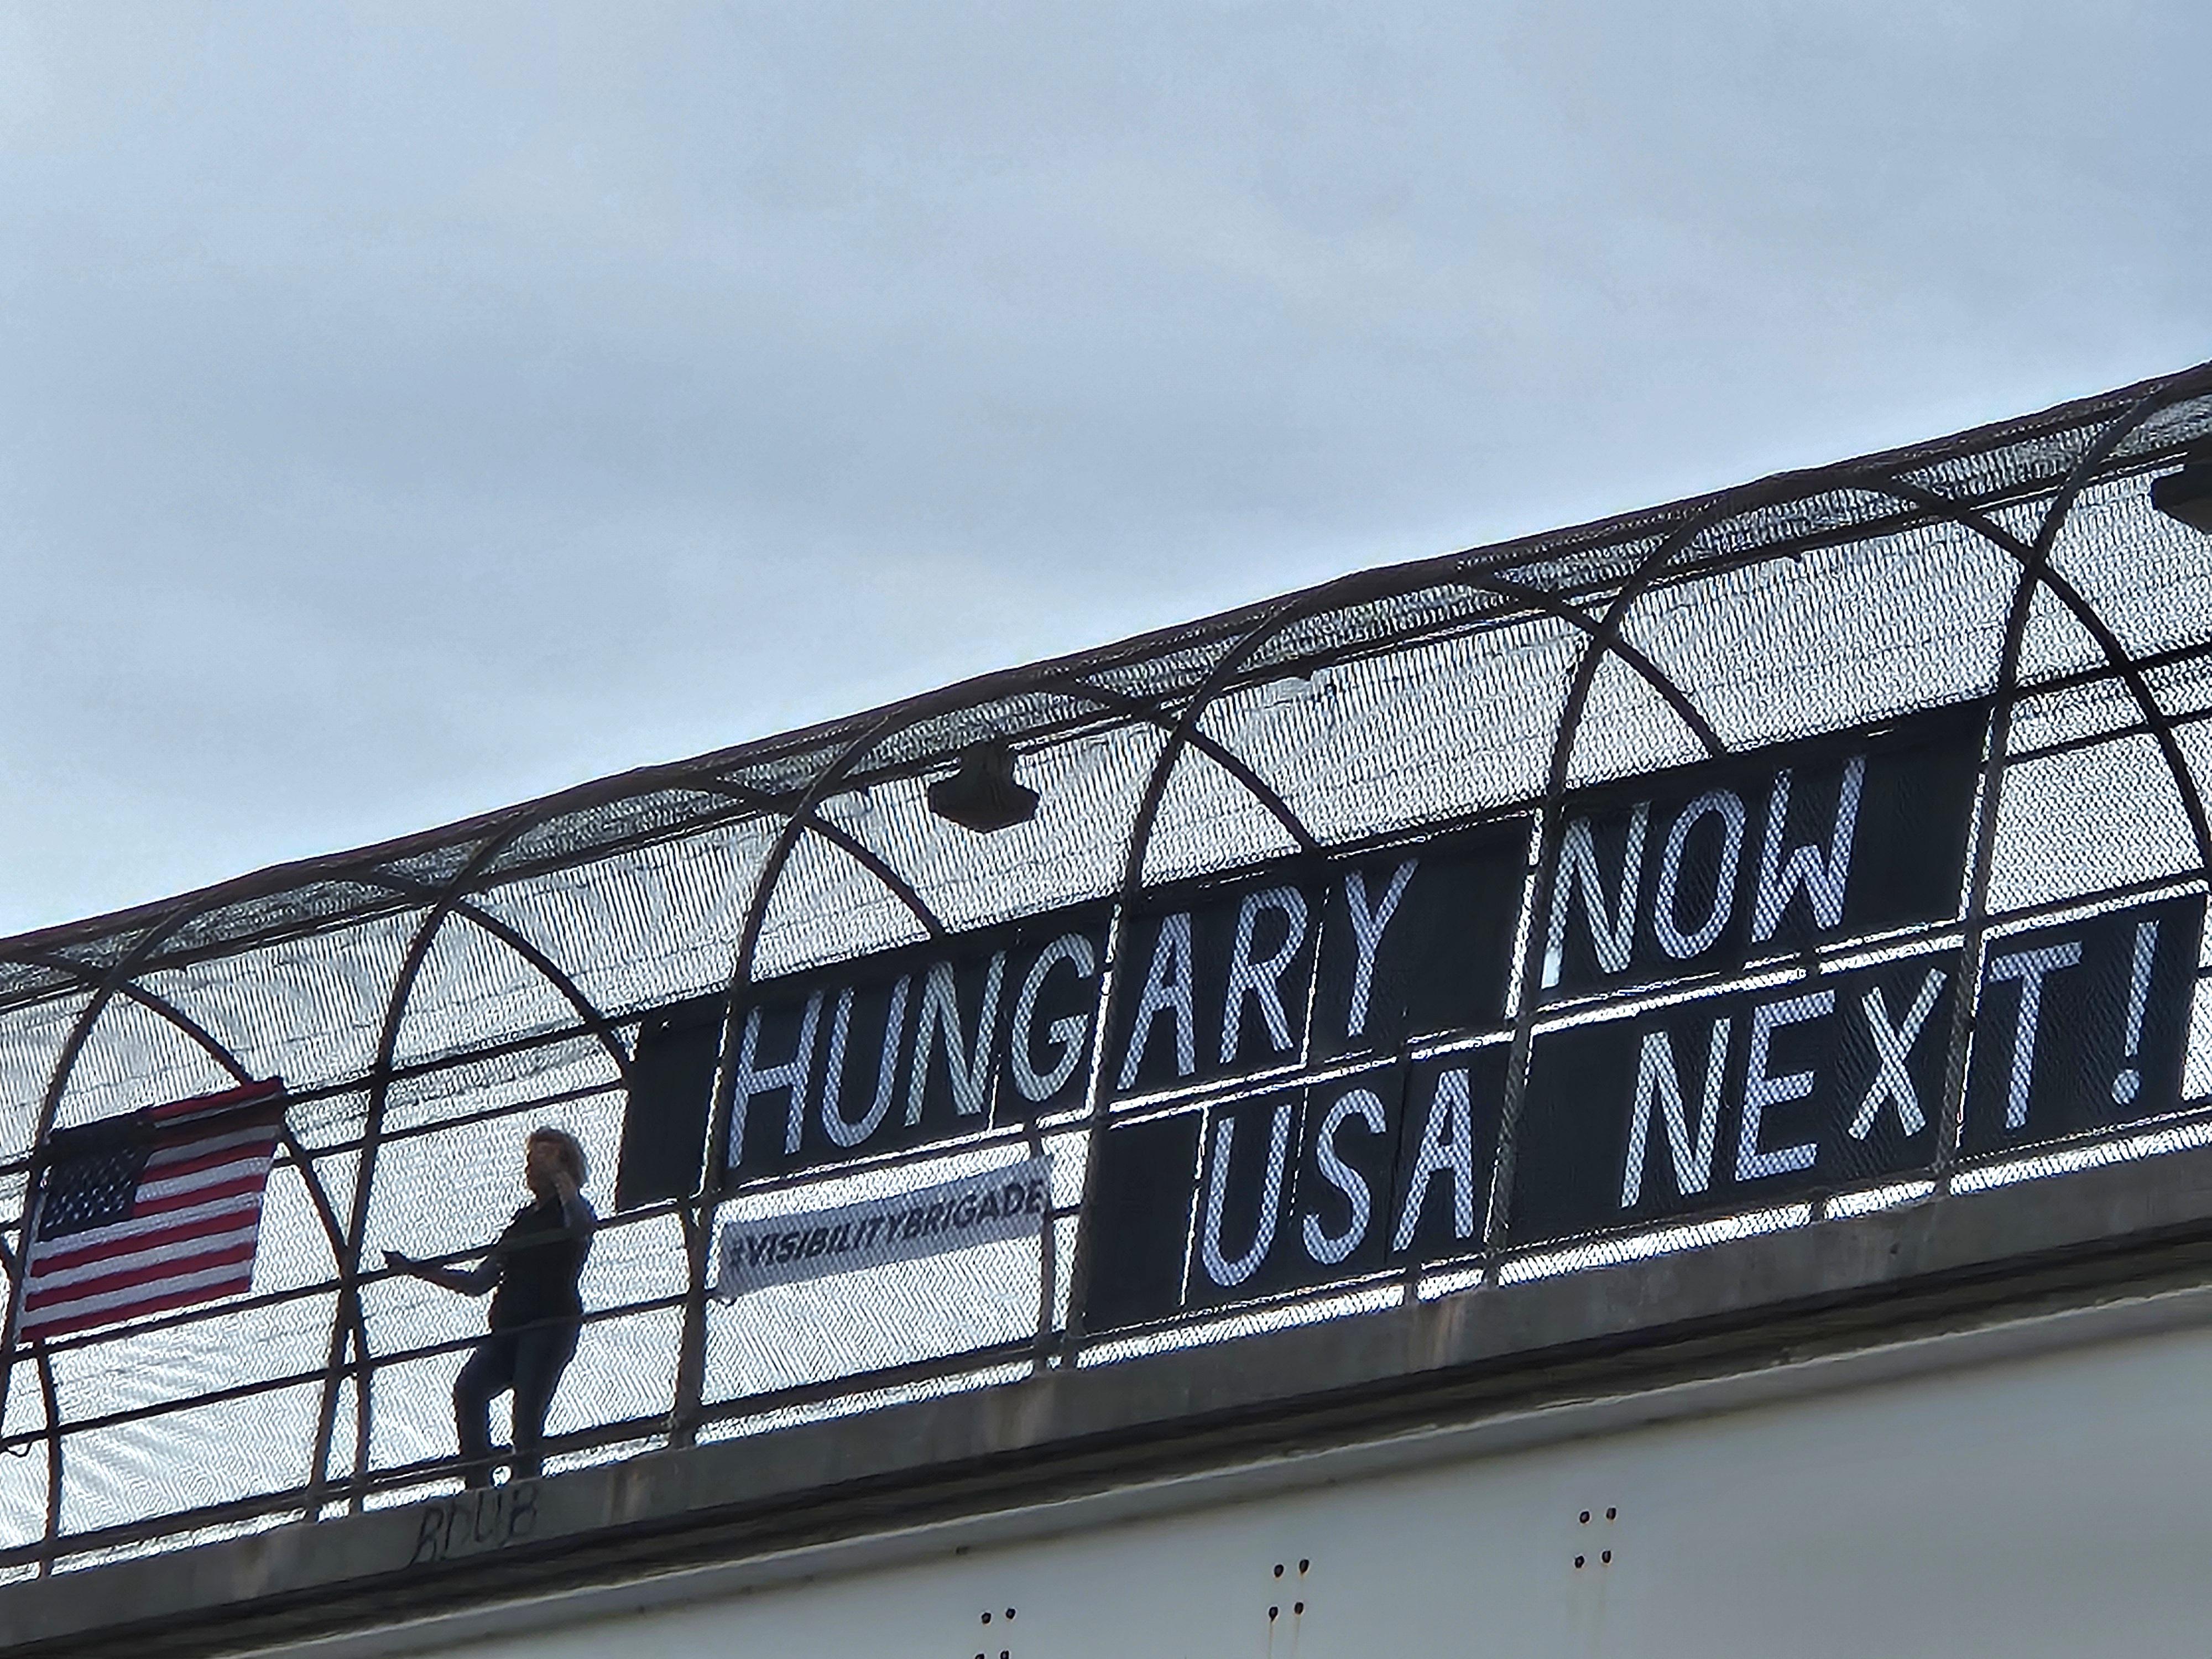 HUNGARY NOW
USA NEXT!
#VISIBILITYBRIGADE